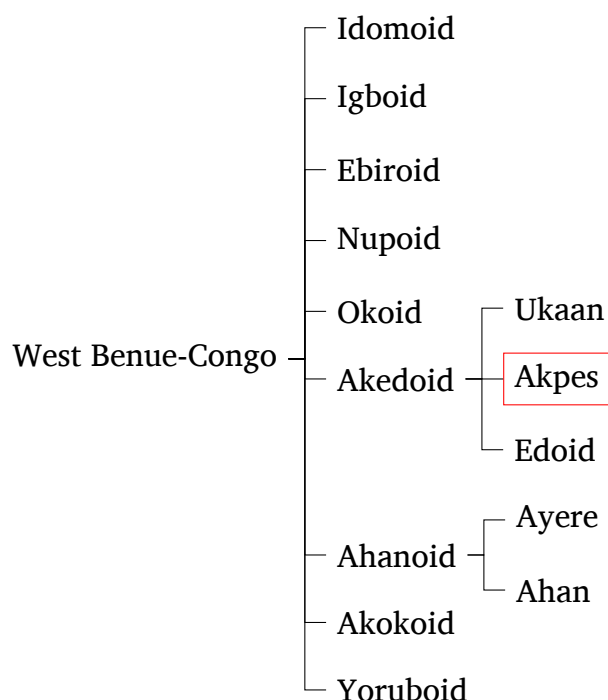 Idomoid
Igboid
Ebiroid
Nupoid
Okoid
Ukaan
West Benue-Congo
Akedoid
Akpes
Edoid
Ayere
Ahanoid
Ahan
Akokoid
Yoruboid